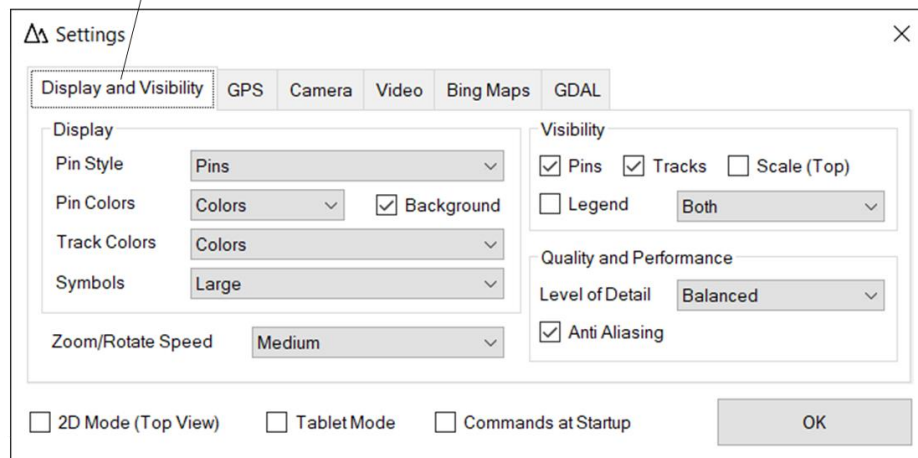 Settings
Display and Visibility GPS Camera Video Bing Maps GDAL
Display
Pin Style Pins
Pin Colors Colors Background
Track Colors Colors
Symbols Large
Zoom/Rotate Speed Medium
Visibility
Pins Tracks Scale (Top)
Legend Both
Quality and Performance
Level of Detail Balanced
Anti Aliasing
2D Mode (Top View) Tablet Mode Commands at Startup OK